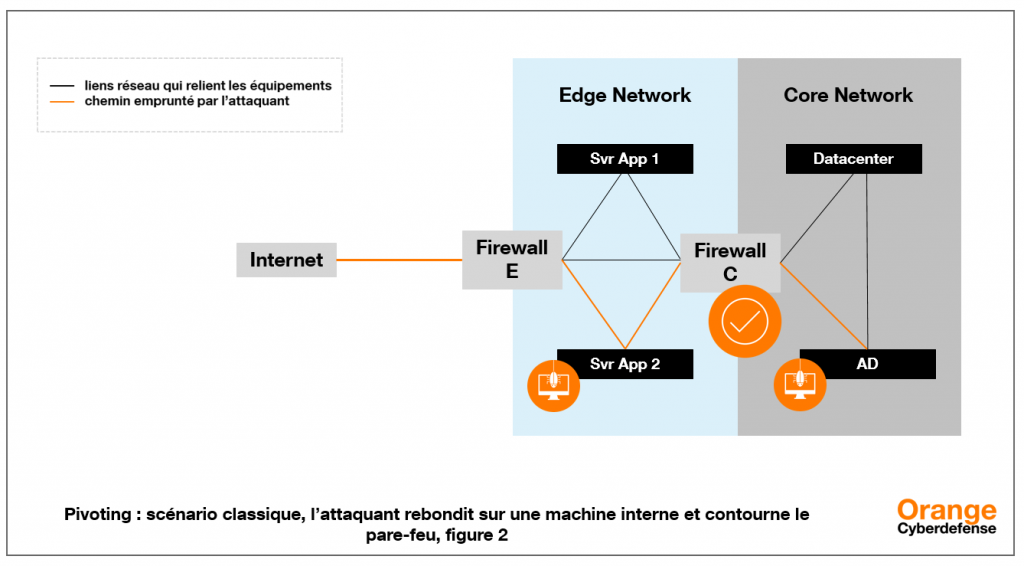 liens réseau qui relient les équipements
chemin emprunté par l'attaquant
Edge Network
Core Network
Svr App 1
Datacenter
Internet
Firewall
E
Firewall
C
Svr App 2
AD
Pivoting : scénario classique, l'attaquant rebondit sur une machine interne et contourne le
pare-feu, figure 2
Orange
Cyberdefense